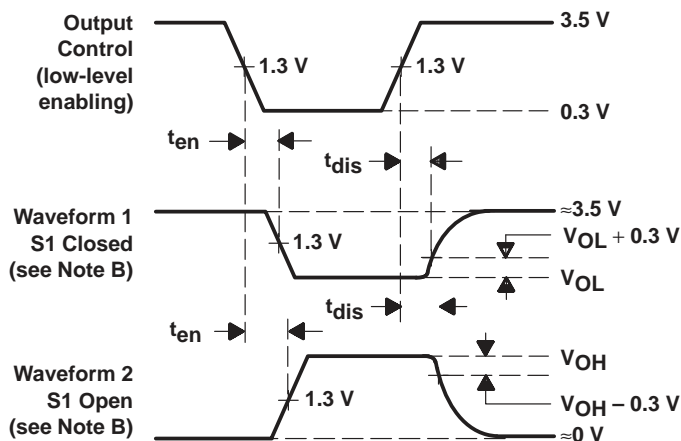 Output
Control
(low-level
enabling)
3.5 V
1.3 V
1.3 V
0.3 V
ten
tdis
Waveform 1
S1 Closed
(see Note B)
≈3.5 V
1.3 V
VOL + 0.3 V
VOL
ten
tdis
Waveform 2
S1 Open
(see Note B)
VOH
1.3 V
VOH – 0.3 V
≈0 V